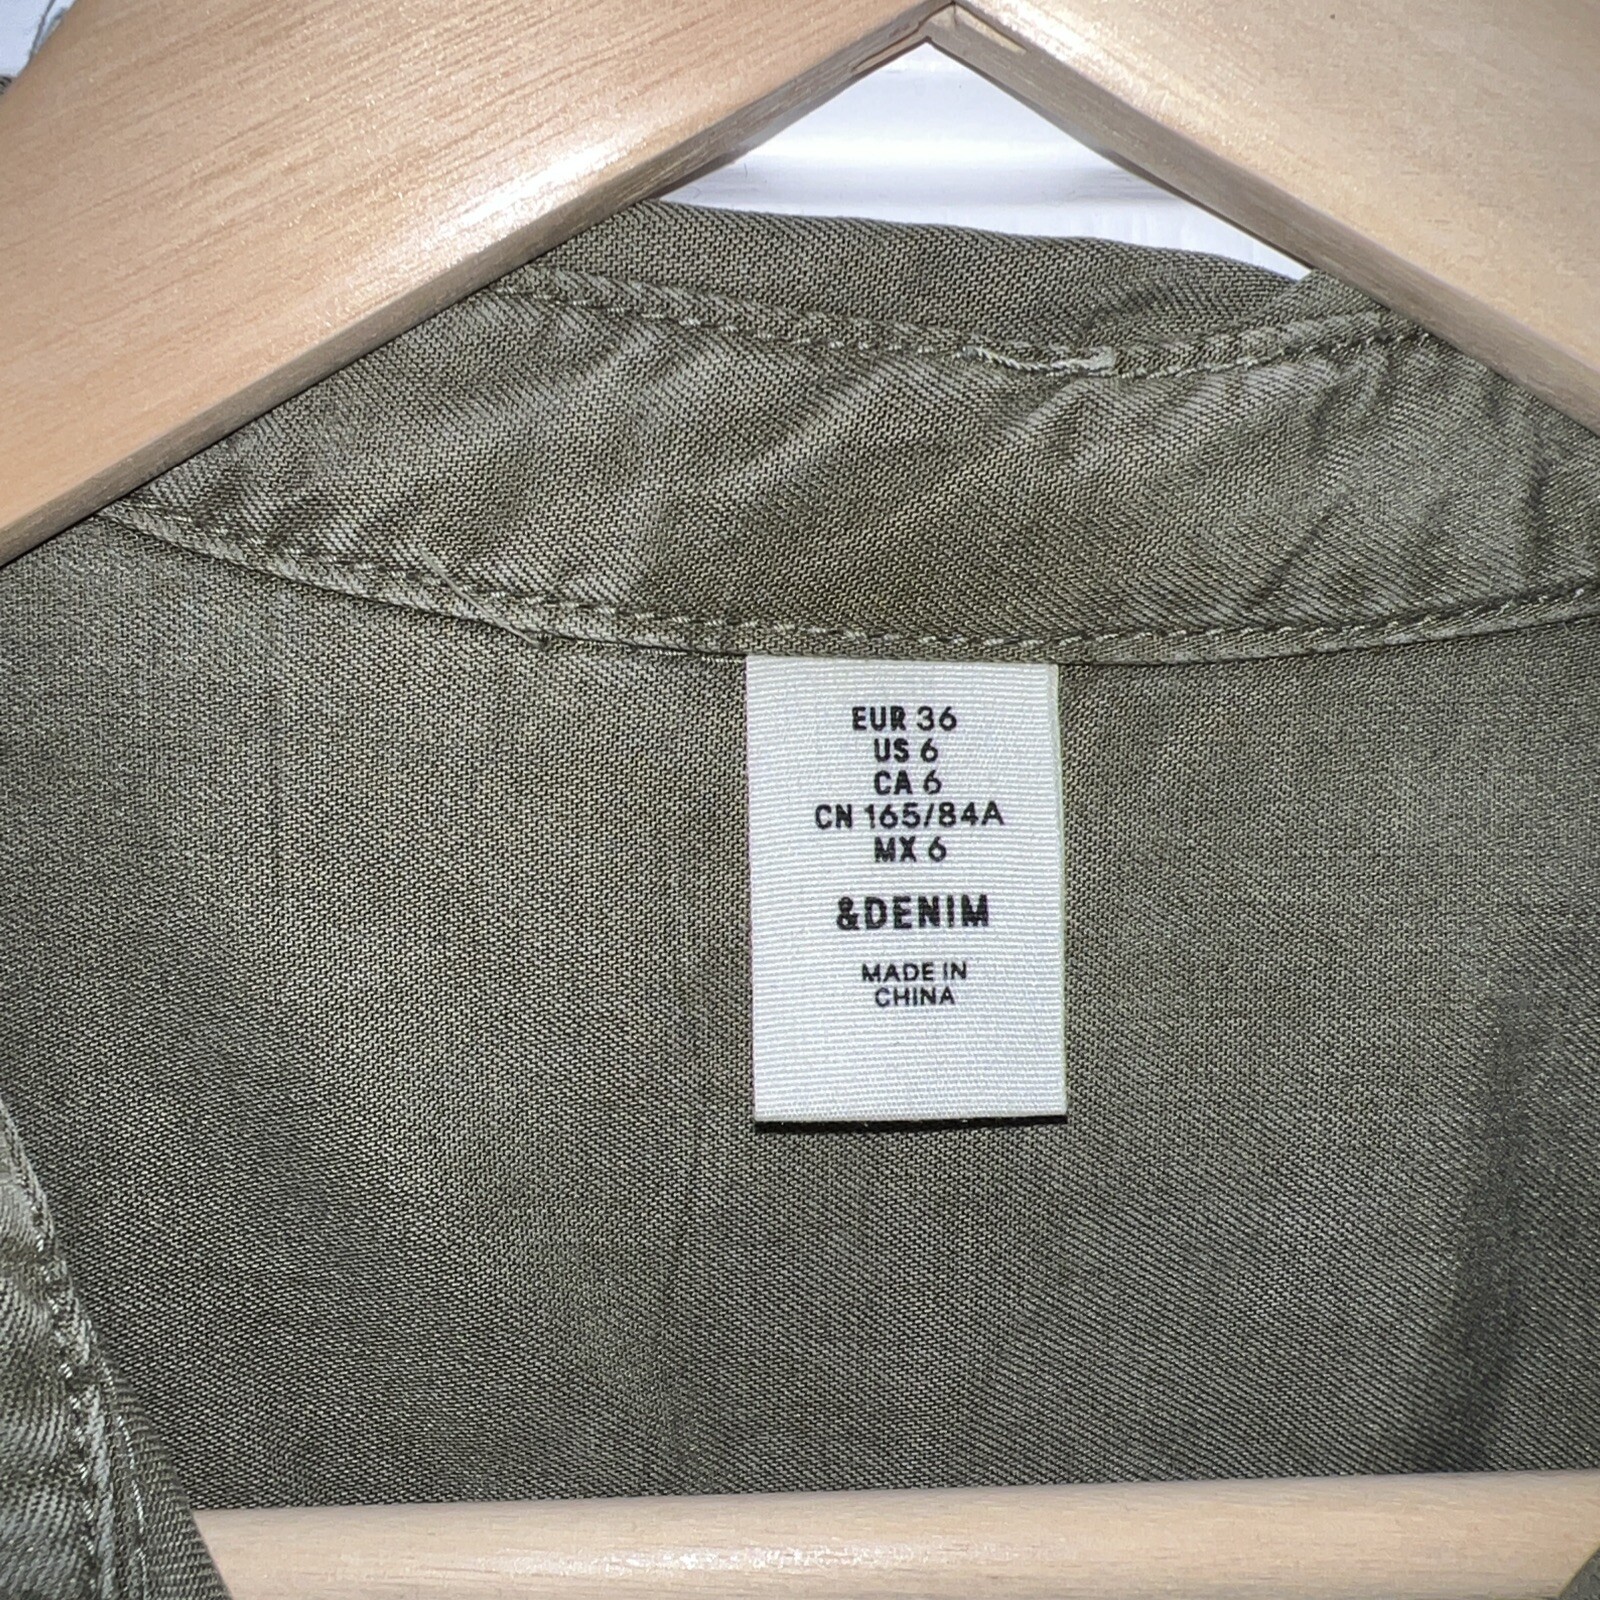 EUR 36
US 6
CA 6
CN 165/84A
MX 6
&DENIM
MADE IN
CHINA